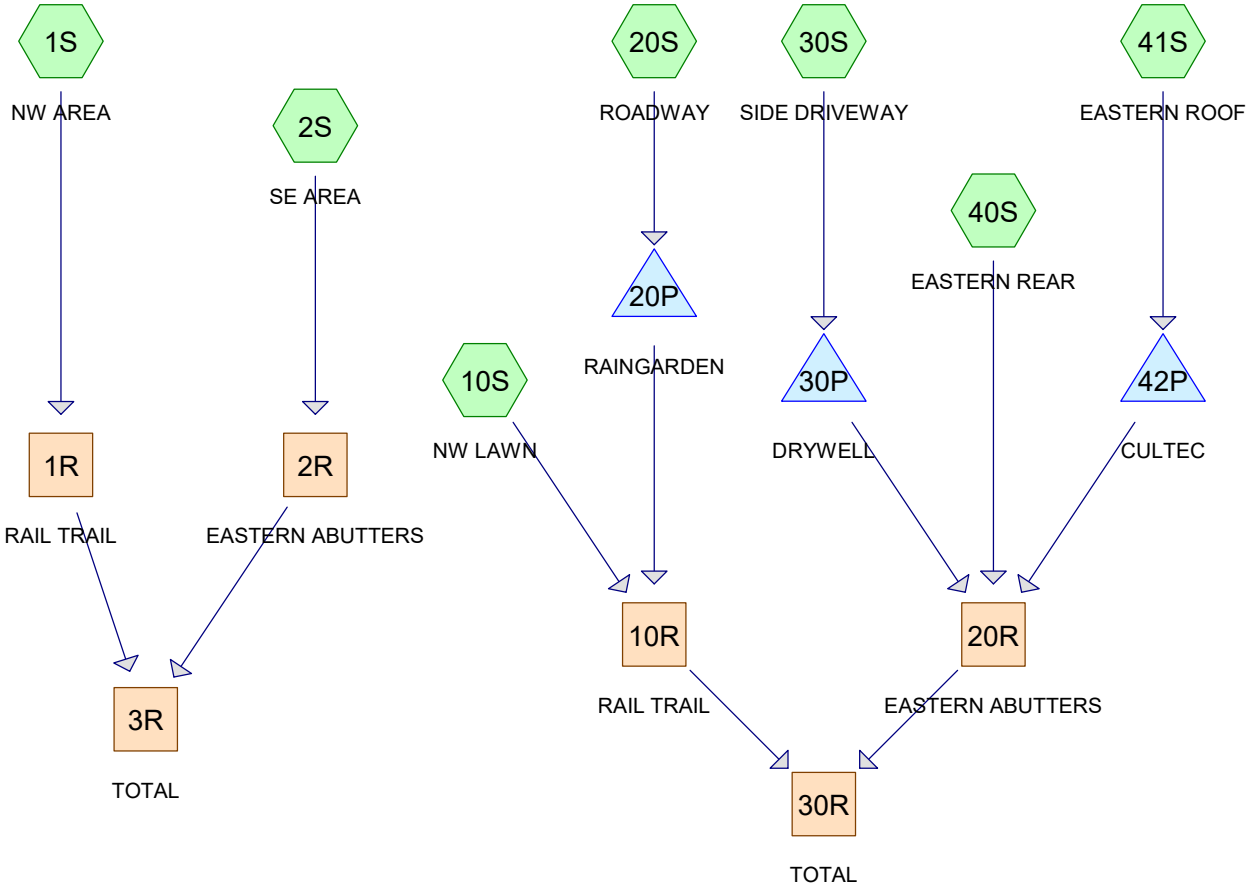 1S
NW AREA
2S
SE AREA
1R
RAIL TRAIL
2R
EASTERN ABUTTERS
3R
TOTAL
20S
ROADWAY
30S
SIDE DRIVEWAY
41S
EASTERN ROOF
40S
EASTERN REAR
20P
RAINGARDEN
10S
NW LAWN
30P
DRYWELL
42P
CULTEC
10R
RAIL TRAIL
20R
EASTERN ABUTTERS
30R
TOTAL